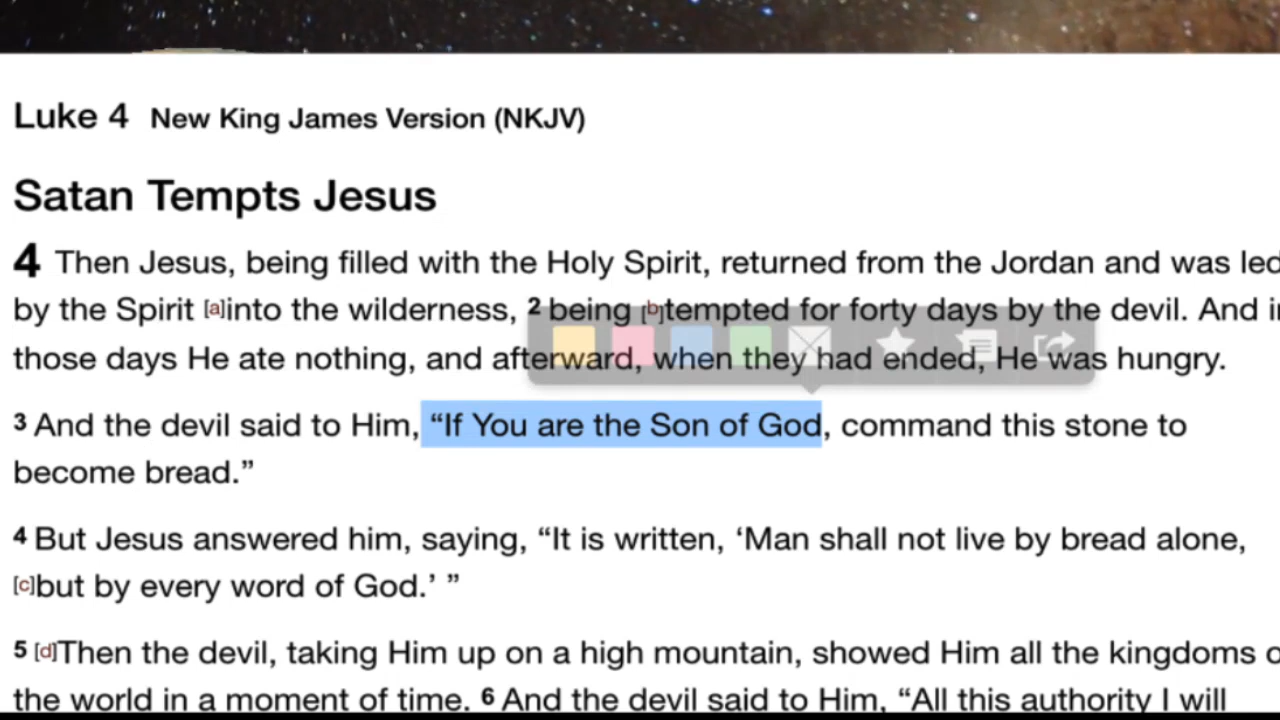 Luke 4 New King James Version (NKJV)
Satan Tempts Jesus
4 Then Jesus, being filled with the Holy Spirit, returned from the Jordan and was led
by the Spirit [a]into the wilderness, 2 being [b]tempted for forty days by the devil. And in
those days He ate nothing, and afterward, when they had ended, He was hungry.
3 And the devil said to Him, “If You are the Son of God, command this stone to
become bread.”
4 But Jesus answered him, saying, “It is written, ‘Man shall not live by bread alone,
[c]but by every word of God.’ ”
5 [d]Then the devil, taking Him up on a high mountain, showed Him all the kingdoms
the world in a moment of time. 6 And the devil said to Him, “All this authority I will